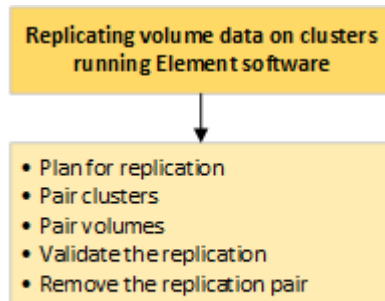 Replicating volume data on clusters
running Element software
• Plan for replication
• Pair clusters
• Pair volumes
• Validate the replication
• Remove the replication pair